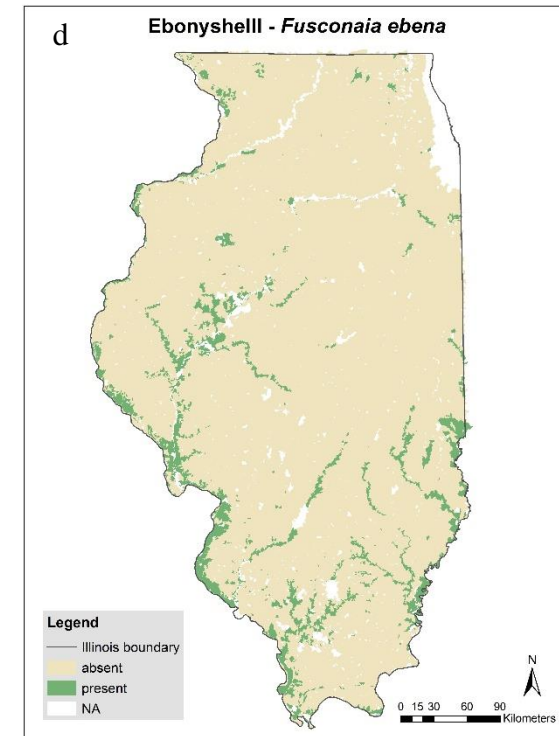 d
Ebonyshelll - Fusconaia ebena
Legend
Illinois boundary
absent
present
NA
N
0 15 30 60 90
Kilometers